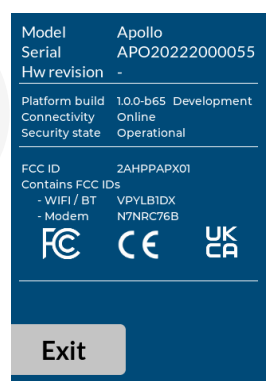 Model Apollo
Serial APO20222000055
Hw revision -
Platform build 1.0.0-b65 Development
Connectivity Online
Security state Operational
FCC ID 2AHPPAPX01
Contains FCC IDs
- WIFI / BT VPYLB1DX
- Modem N7NRC76B
FC CE UK CA
Exit